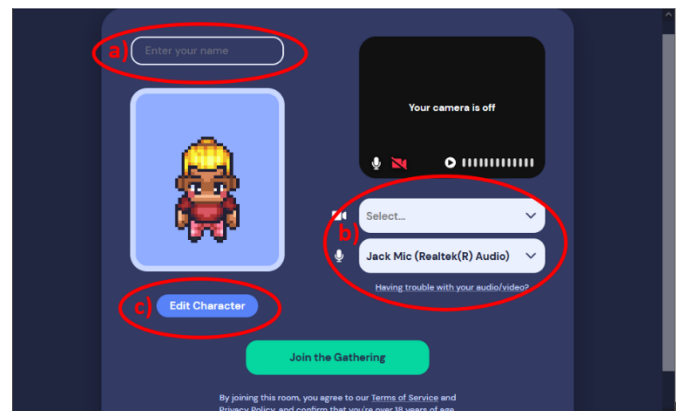 a)
Enter your name
Your camera is off
Select...
b)
Jack Mic (Realtek(R) Audio)
Having trouble with your audio/video?
c)
Edit Character
Join the Gathering
By joining this room, you agree to our Terms of Service and
Privacy Policy, and confirm that you're over 18 years of age.